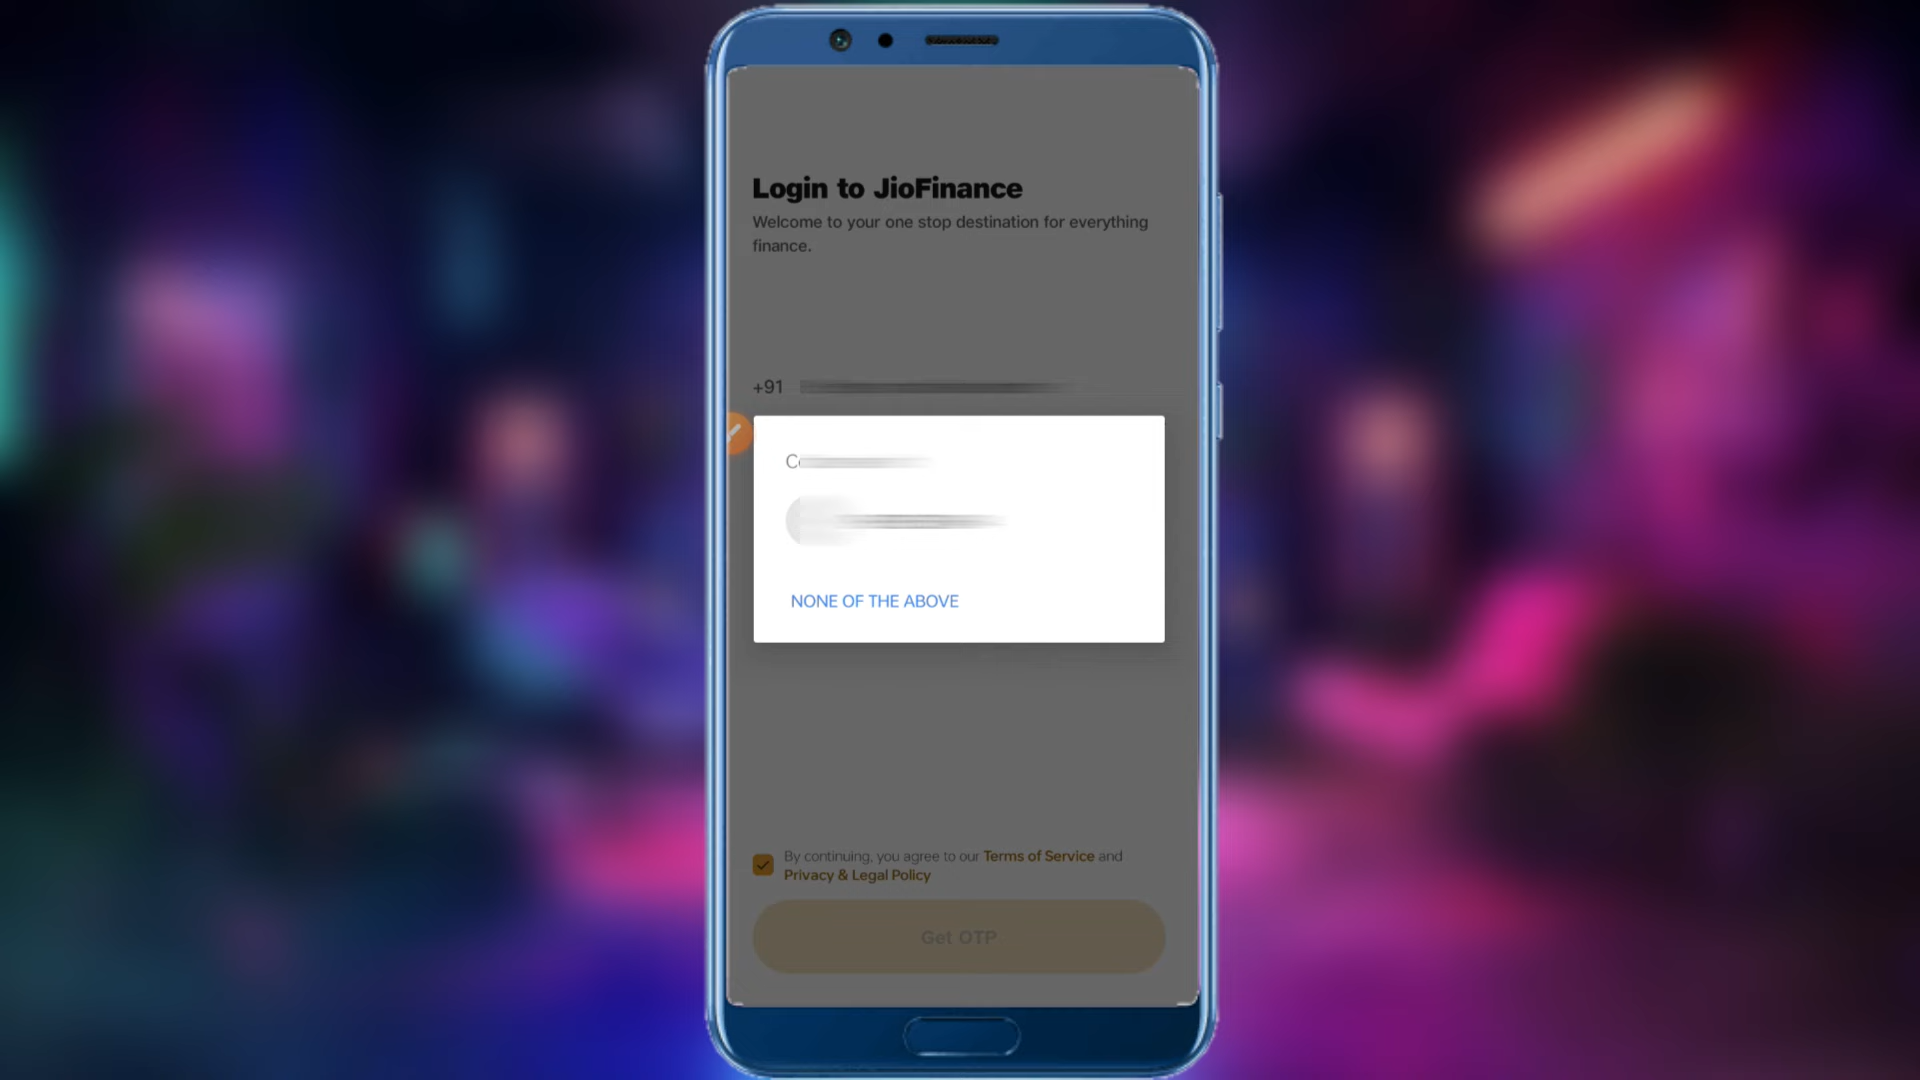 Login to JioFinance
Welcome to your one stop destination for everything
finance.
+91
NONE OF THE ABOVE
By continuing, you agree to our Terms of Service and
Privacy & Legal Policy
Get OTP